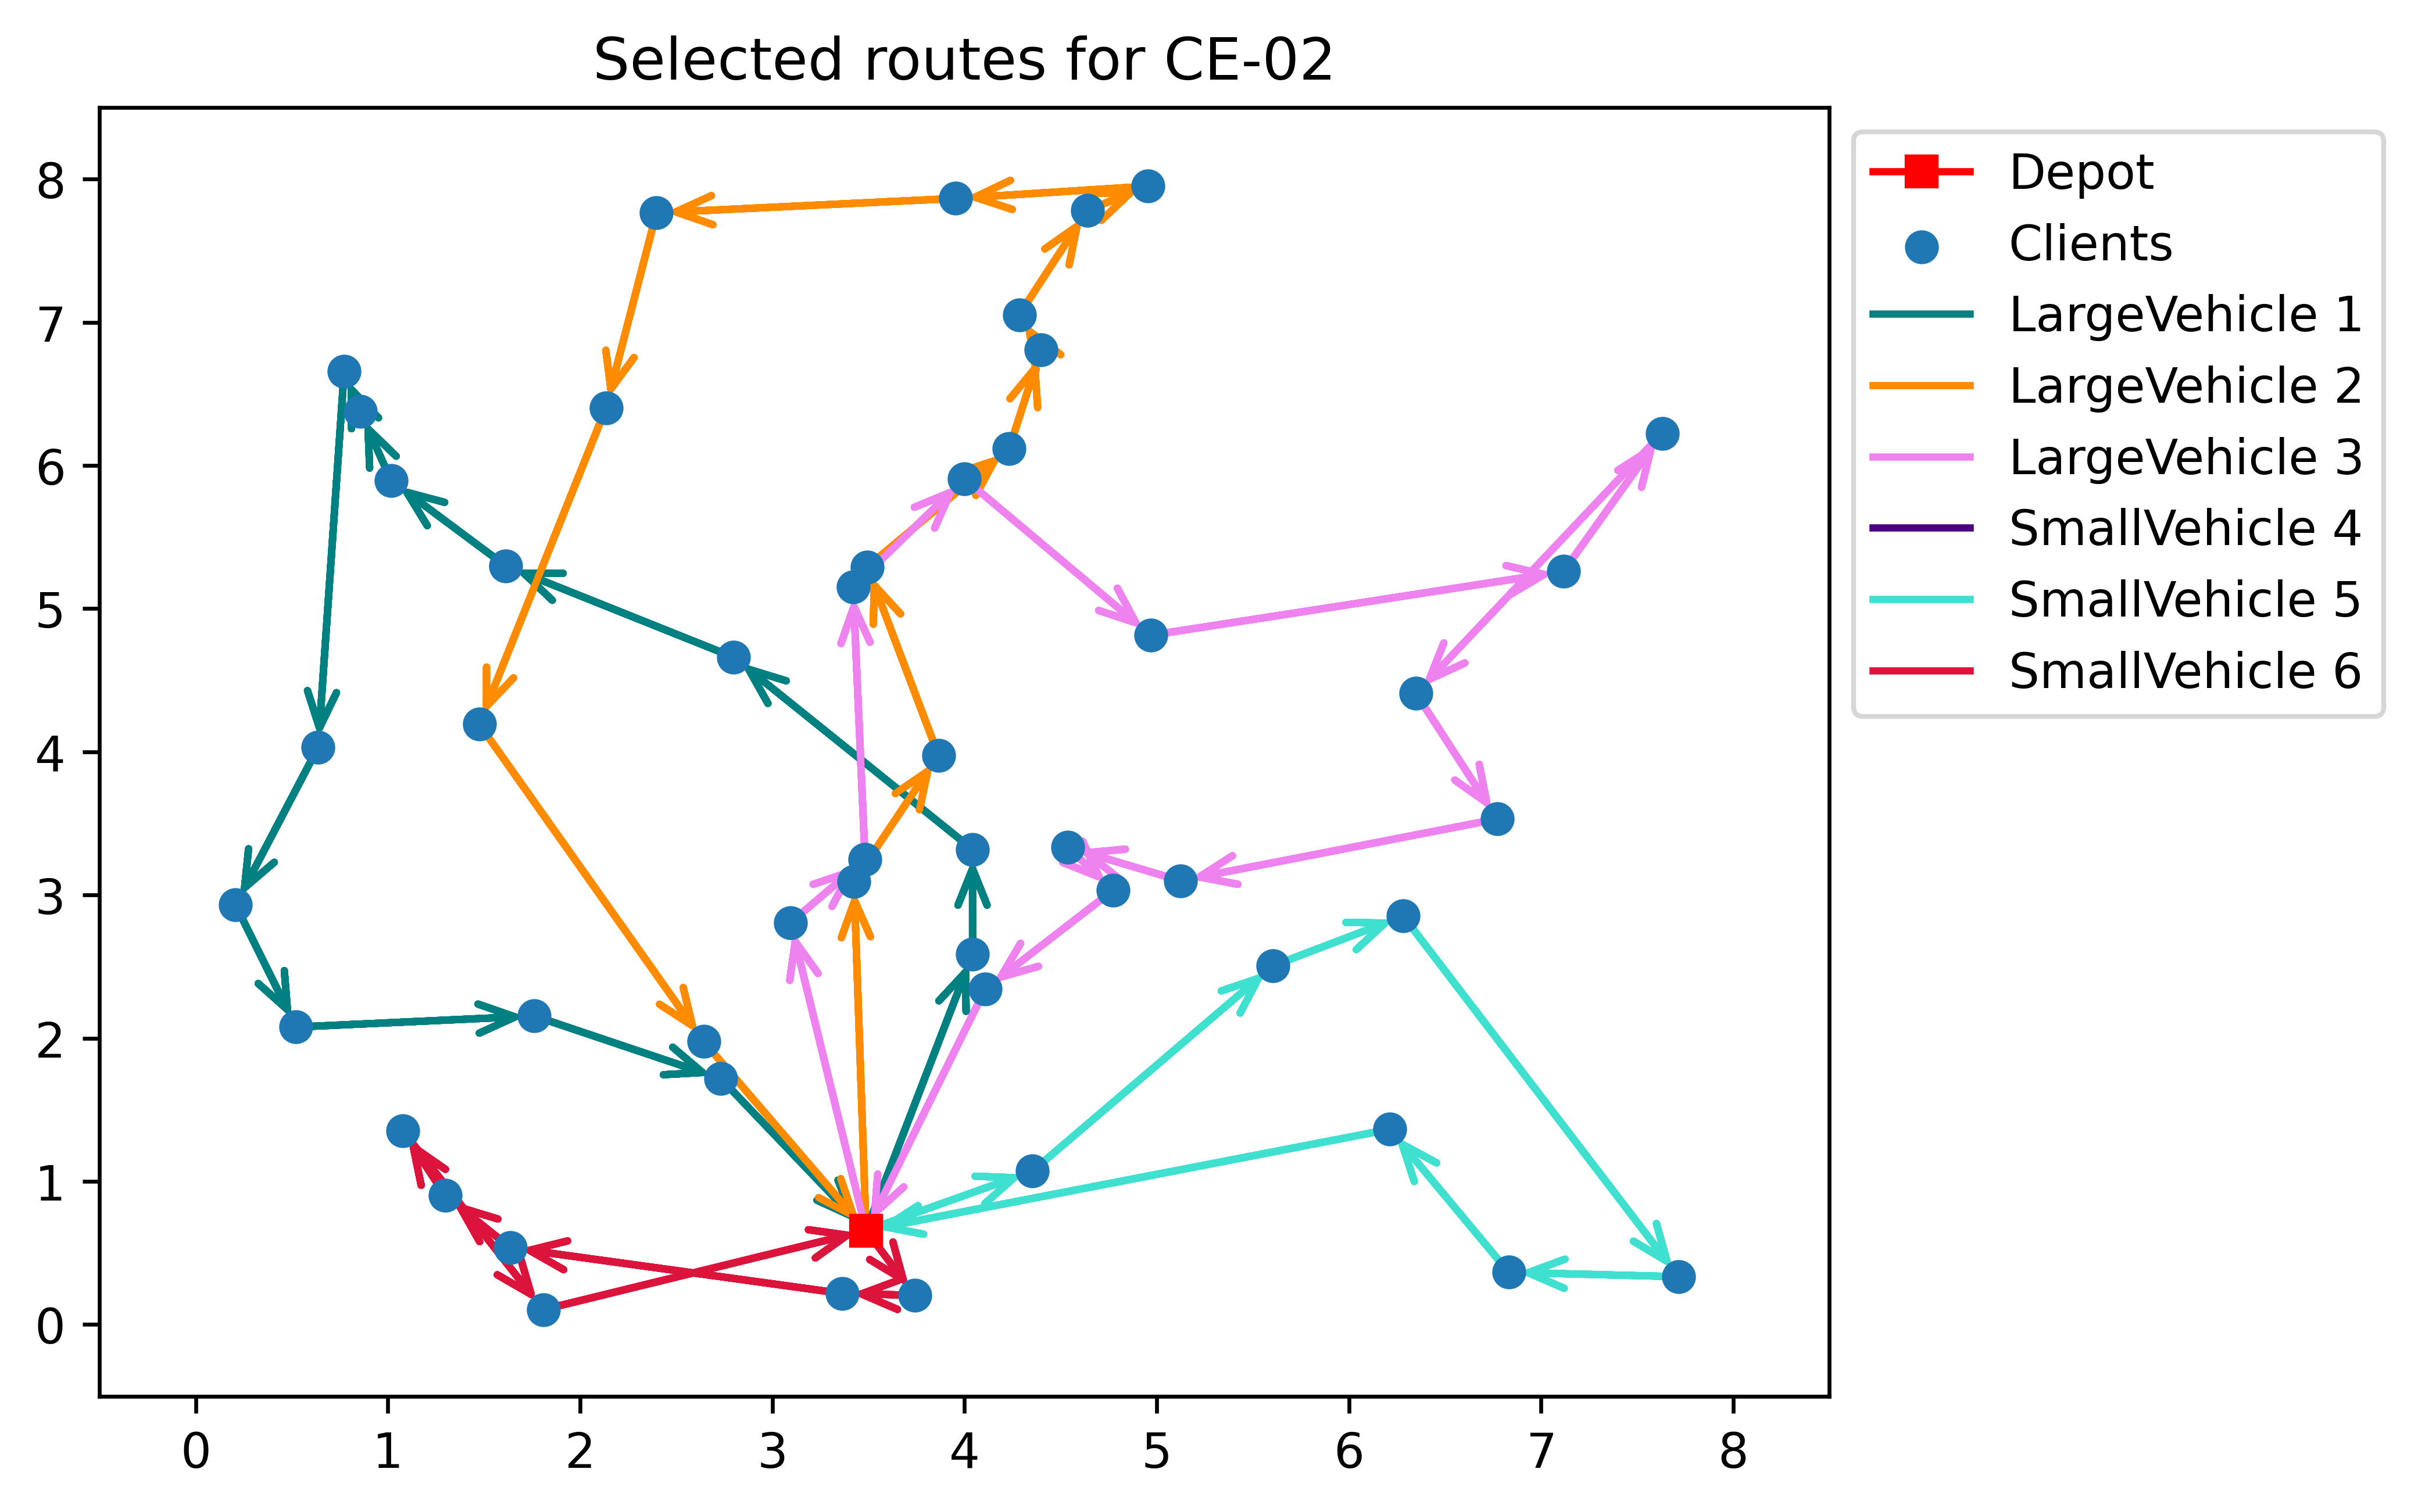 Selected routes for CE-02
8
7
6
5
4
3
2
1
0
0 1 2 3 4 5 6 7 8
Depot
Clients
LargeVehicle 1
LargeVehicle 2
LargeVehicle 3
SmallVehicle 4
SmallVehicle 5
SmallVehicle 6